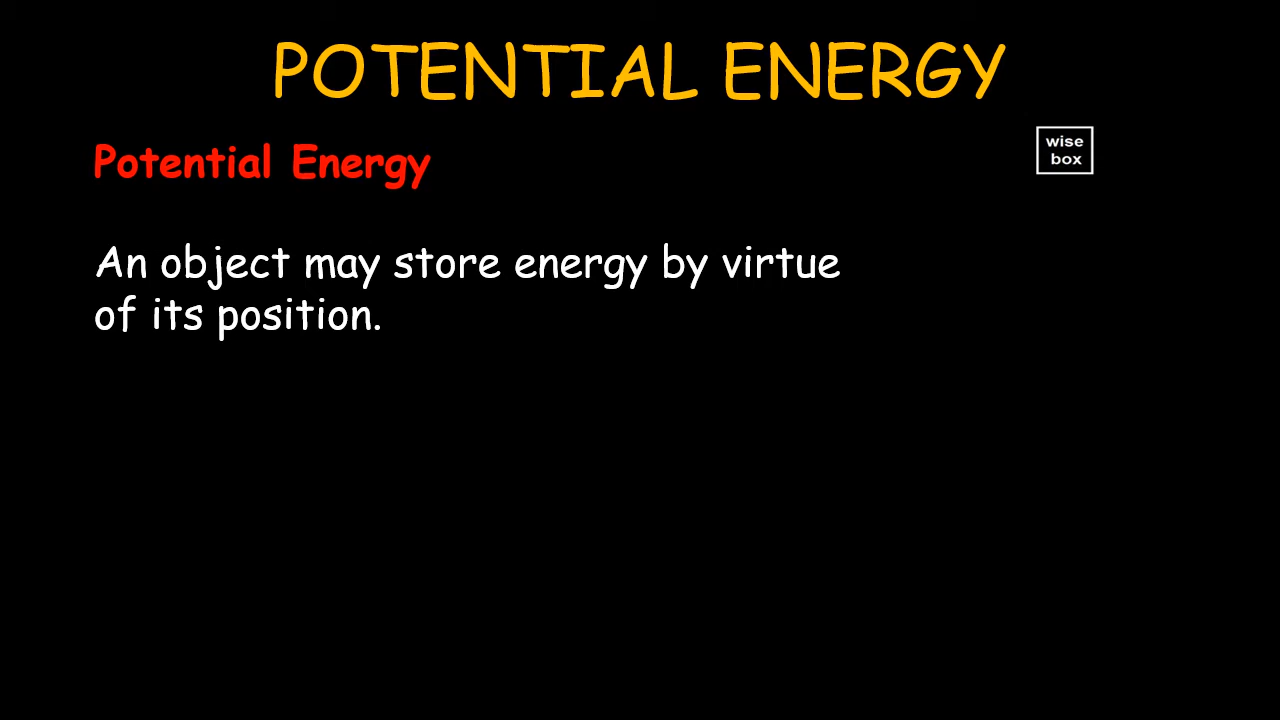 POTENTIAL ENERGY
Potential Energy
wise
box
An object may store energy by virtue
of its position.